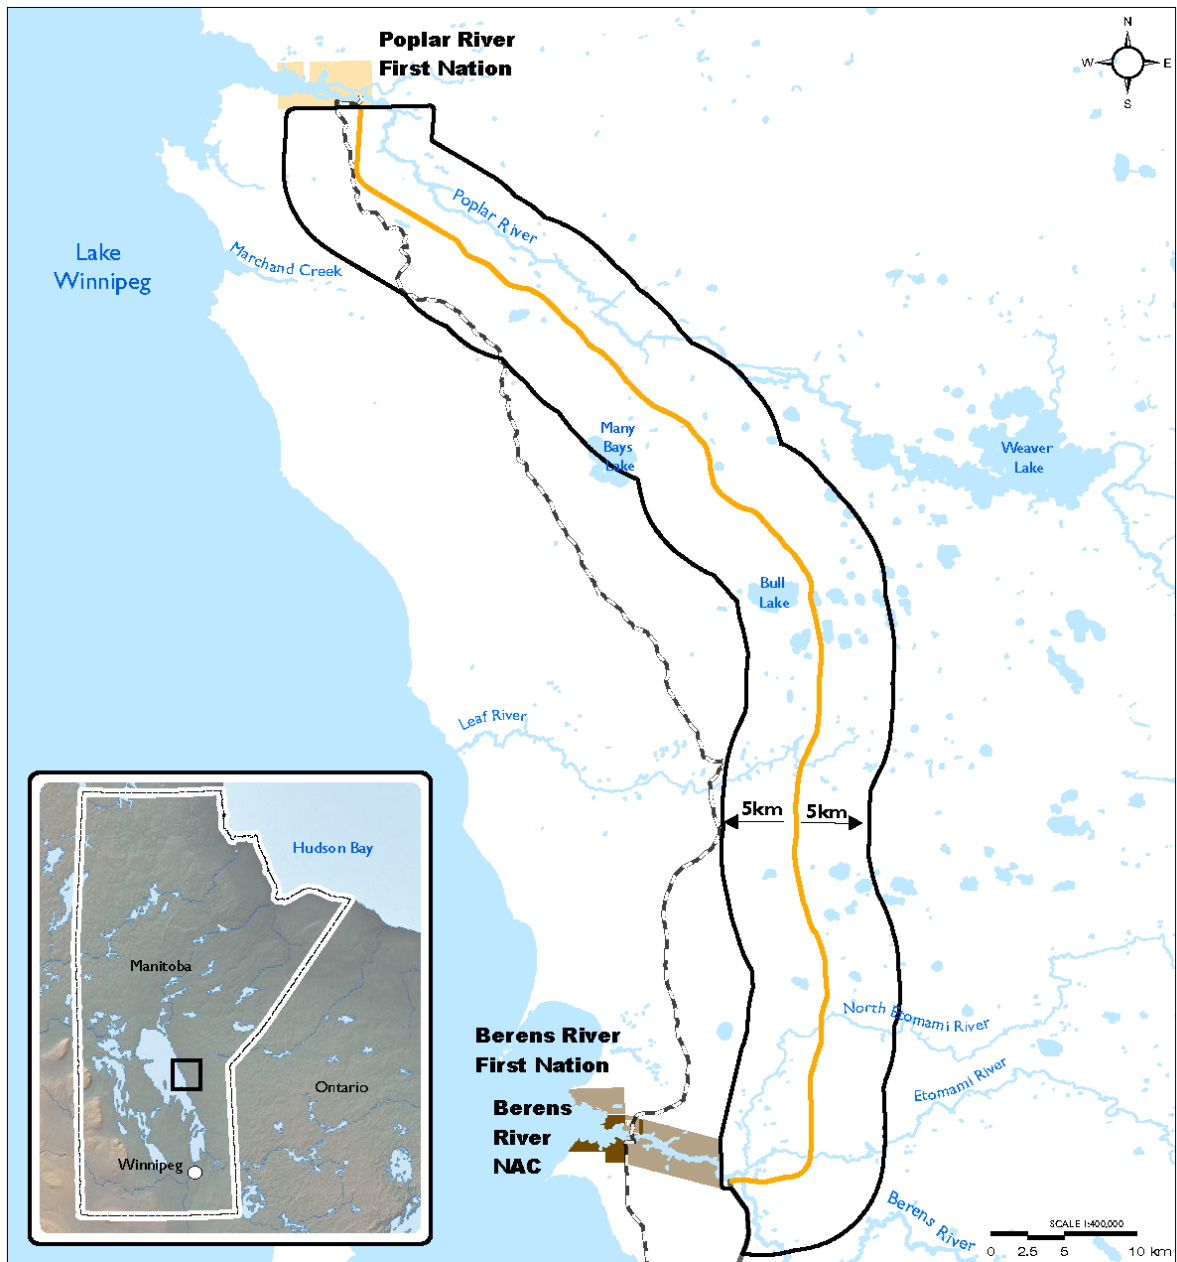 Poplar River
First Nation
N
W
E
S
Poplar River
Lake
Winnipeg
Marchand Creek
Many
Bays
Lake
Weaver
Lake
Bull
Lake
Leaf River
5km
5km
Hudson Bay
Manitoba
Ontario
Winnipeg
North Etomami River
Berens River
First Nation
Etomami River
Berens
River
NAC
Berens River
SCALE 1:400,000
0 2.5 5 10 km